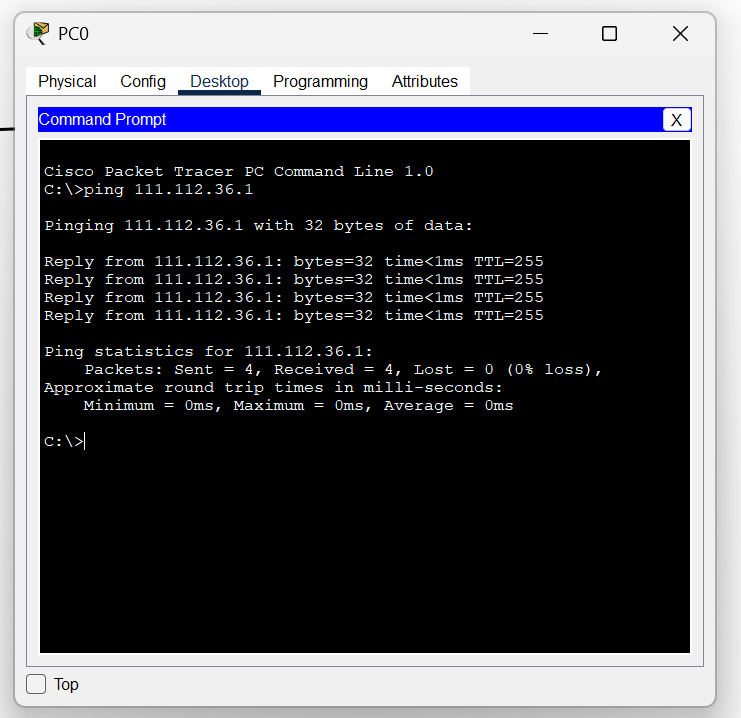 PC0
Physical Config Desktop Programming Attributes
Command Prompt X
Cisco Packet Tracer PC Command Line 1.0
C:\>ping 111.112.36.1
Pinging 111.112.36.1 with 32 bytes of data:
Reply from 111.112.36.1: bytes=32 time<1ms TTL=255
Reply from 111.112.36.1: bytes=32 time<1ms TTL=255
Reply from 111.112.36.1: bytes=32 time<1ms TTL=255
Reply from 111.112.36.1: bytes=32 time<1ms TTL=255
Ping statistics for 111.112.36.1:
    Packets: Sent = 4, Received = 4, Lost = 0 (0% loss),
Approximate round trip times in milli-seconds:
    Minimum = 0ms, Maximum = 0ms, Average = 0ms
C:\>
Top